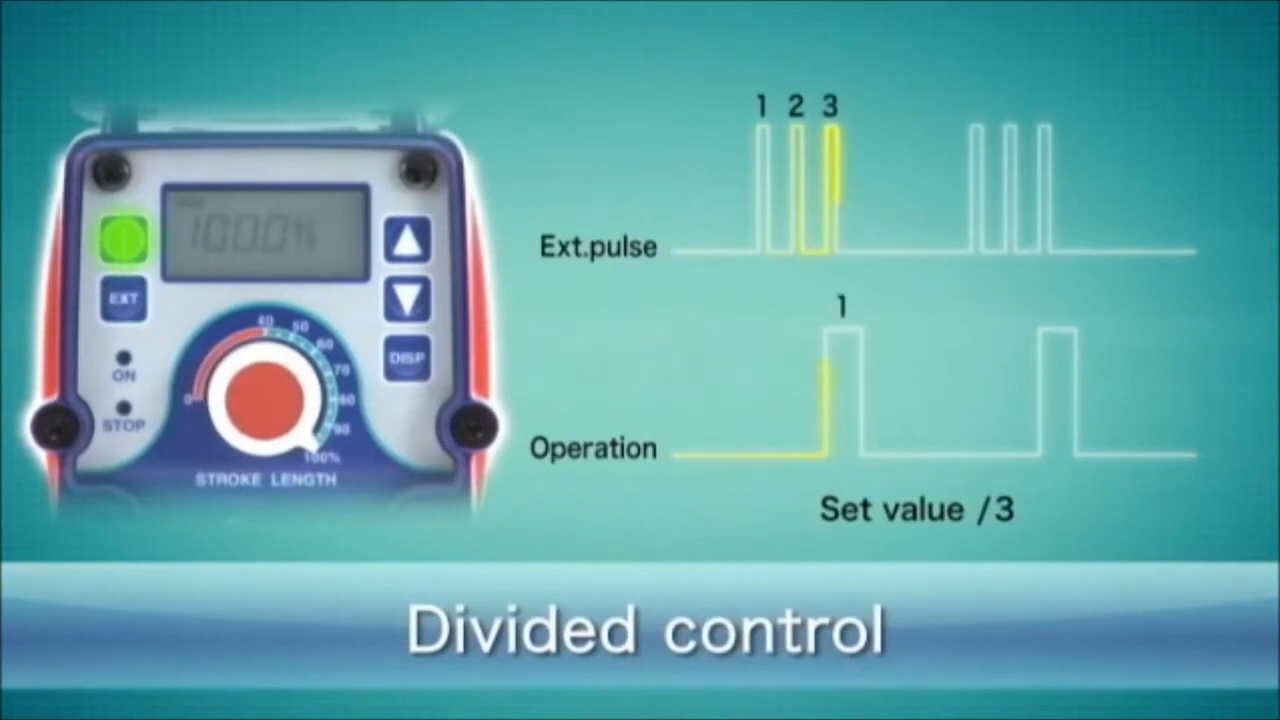 1 2 3
Ext.pulse
1
Operation
Set value /3
100.0%
EXT
DISP
ON
STOP
0 40 50 60 70 80 90 100%
STROKE LENGTH
Divided control